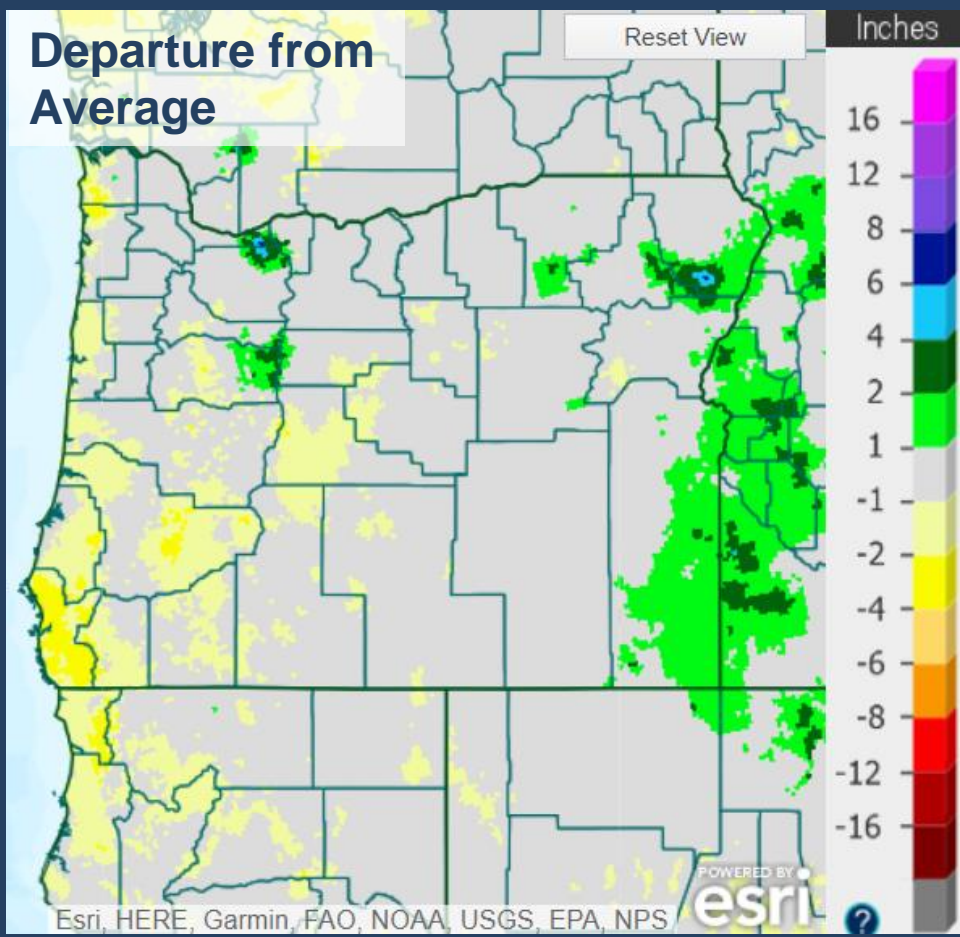 Departure from
Average
Reset View
Inches
16
12
8
6
4
2
1
-1
-2
-4
-6
-8
-12
-16
POWERED BY
esri
Esri, HERE, Garmin, FAO, NOAA, USGS, EPA, NPS
?